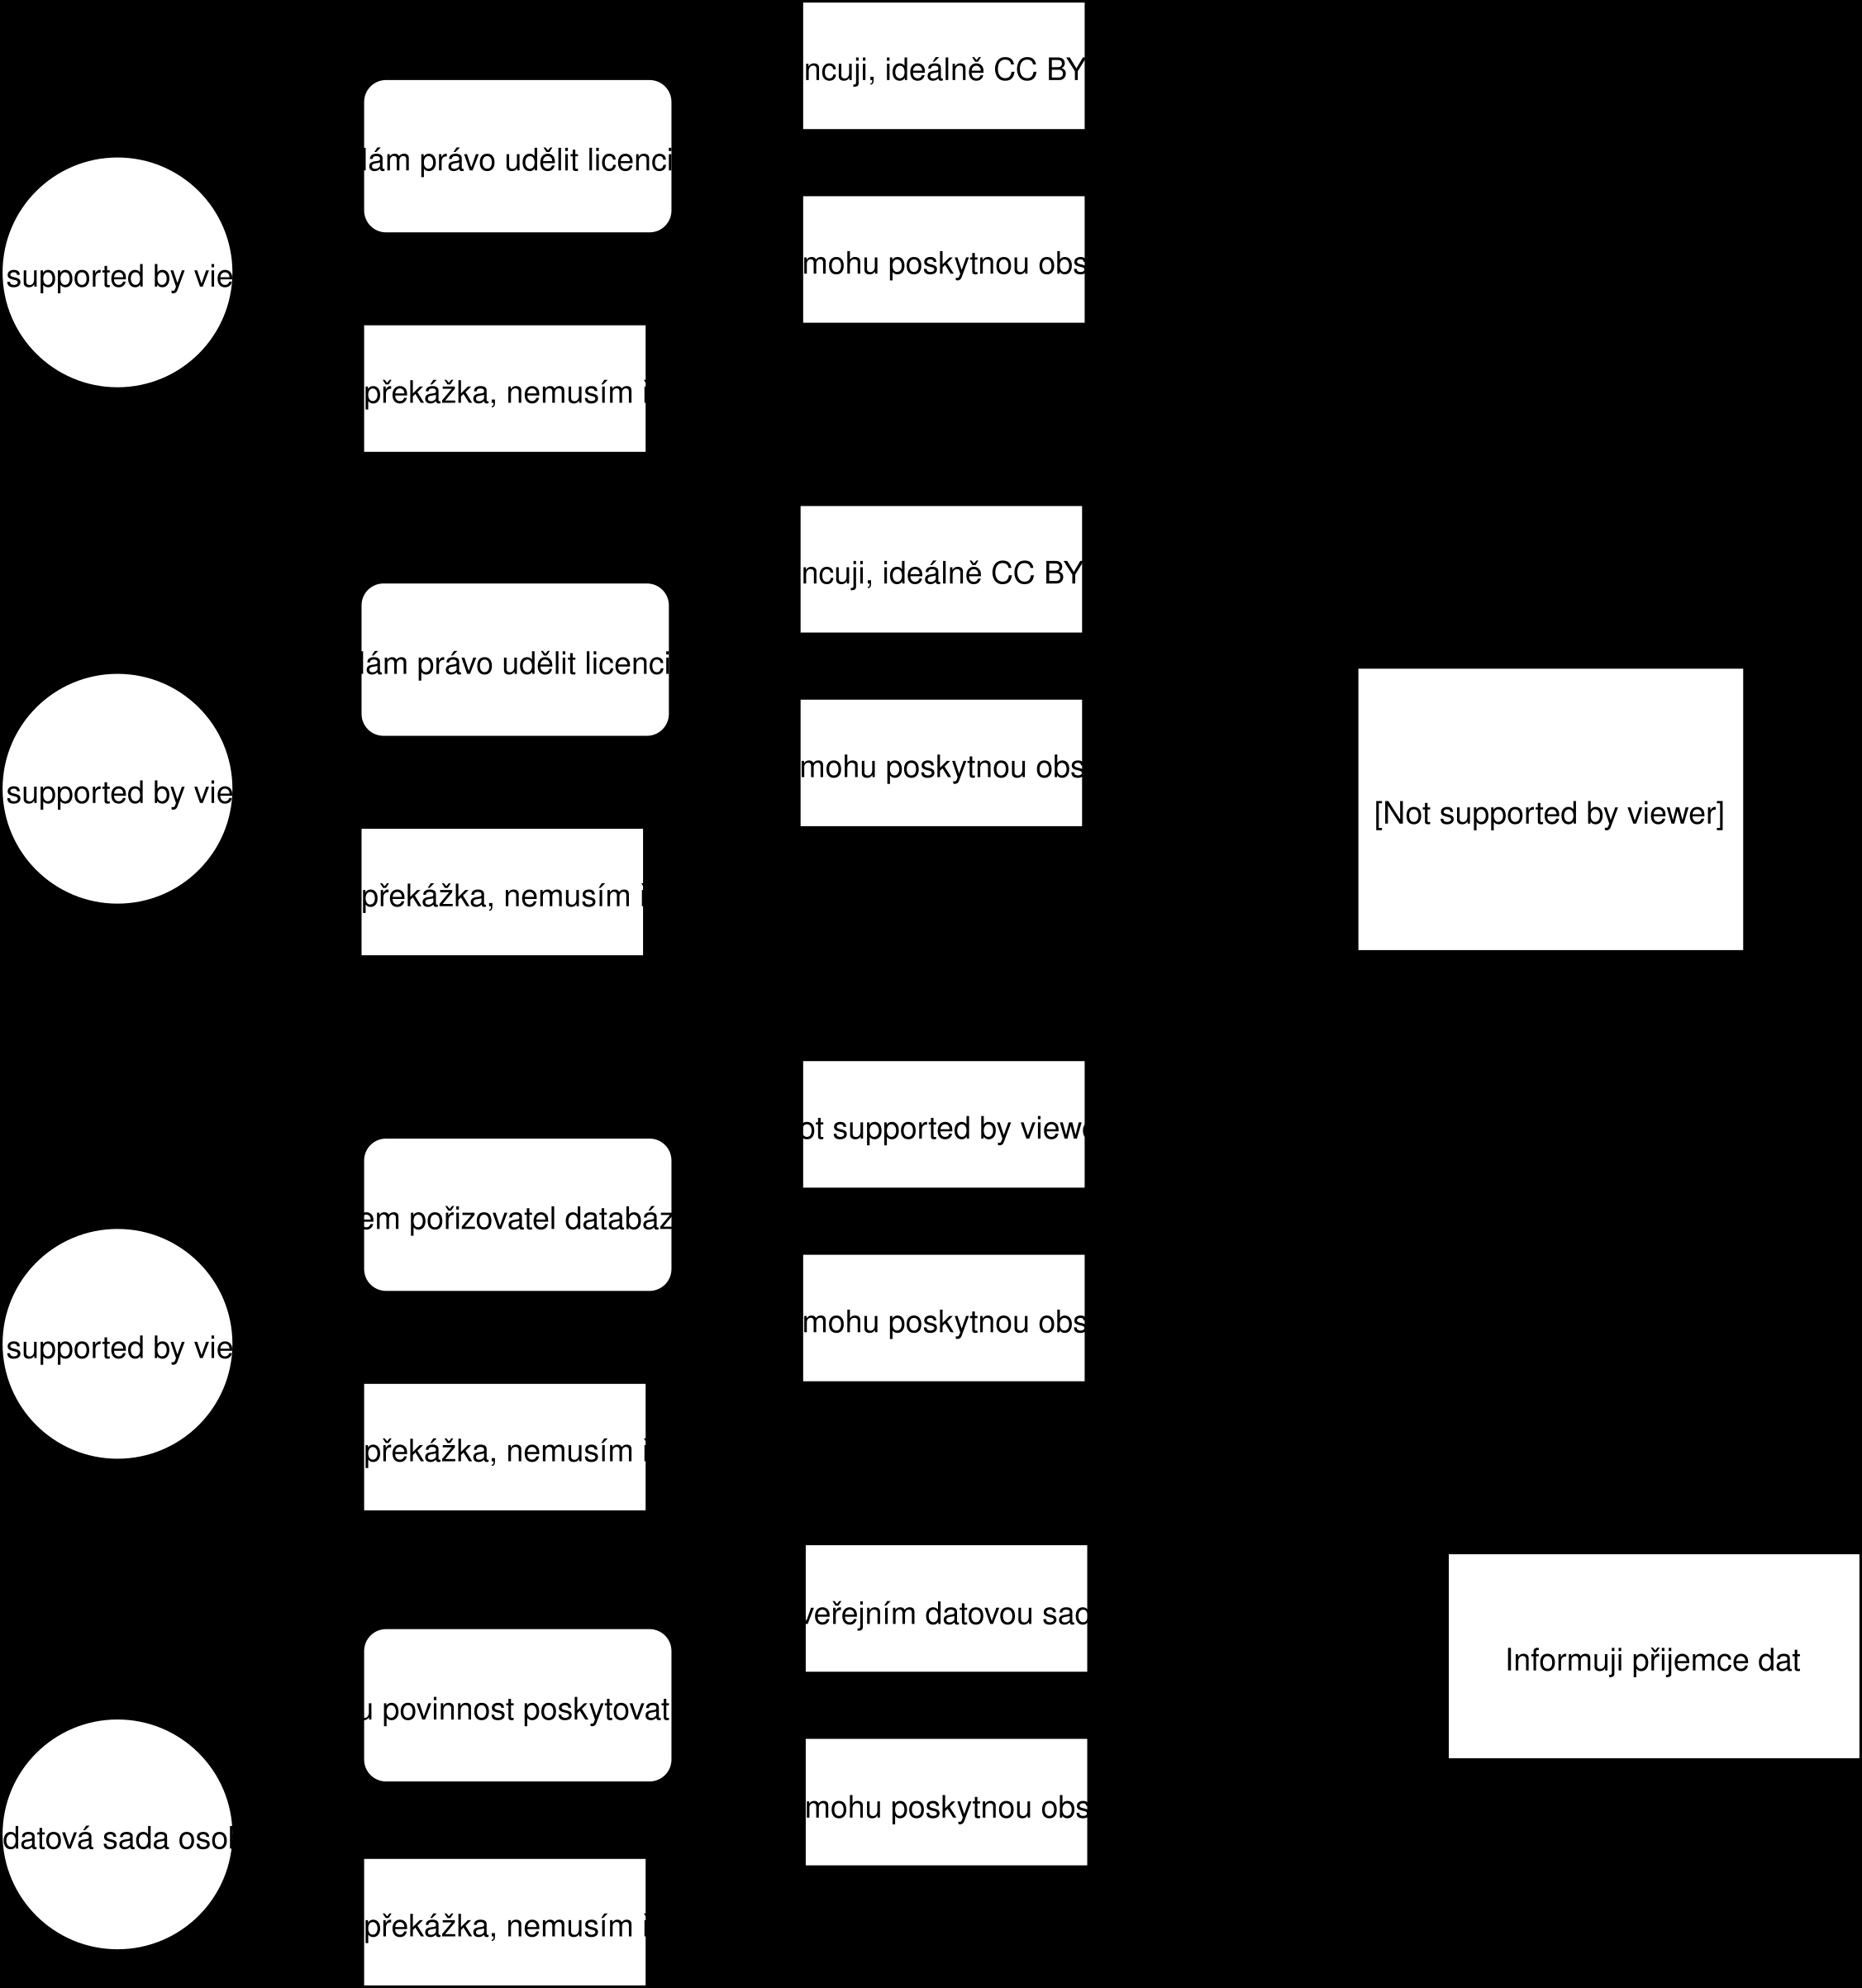 ncuji, ideálně CC BY
lám právo udělit licenci
supported by vie
mohu poskytnou obs
překážka, nemusím
ncuji, ideálně CC BY
lám právo udělit licenci
supported by vie
mohu poskytnou obs
[Not supported by viewer]
překážka, nemusím
ot supported by viewe
em pořizovatel databáz
supported by vie
mohu poskytnou obs
překážka, nemusím
veřejním datovou sad
Informuji přijemce dat
u povinnost poskytovat
mohu poskytnou obs
datová sada osob
překážka, nemusím